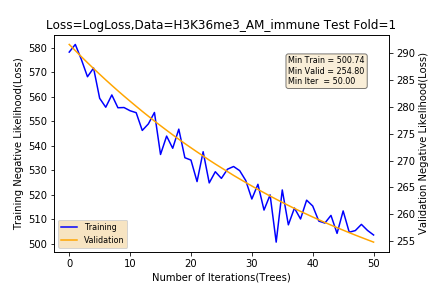 Loss=LogLoss,Data=H3K36me3_AM_immune Test Fold=1
Training Negative Likelihood(Loss)
580
570
560
550
540
530
520
510
500
Min Train = 500.74
Min Valid = 254.80
Min Iter  = 50.00
Training
Validation
290
285
280
275
270
265
260
255
Validation Negative Likelihood(Loss)
0 10 20 30 40 50
Number of Iterations(Trees)